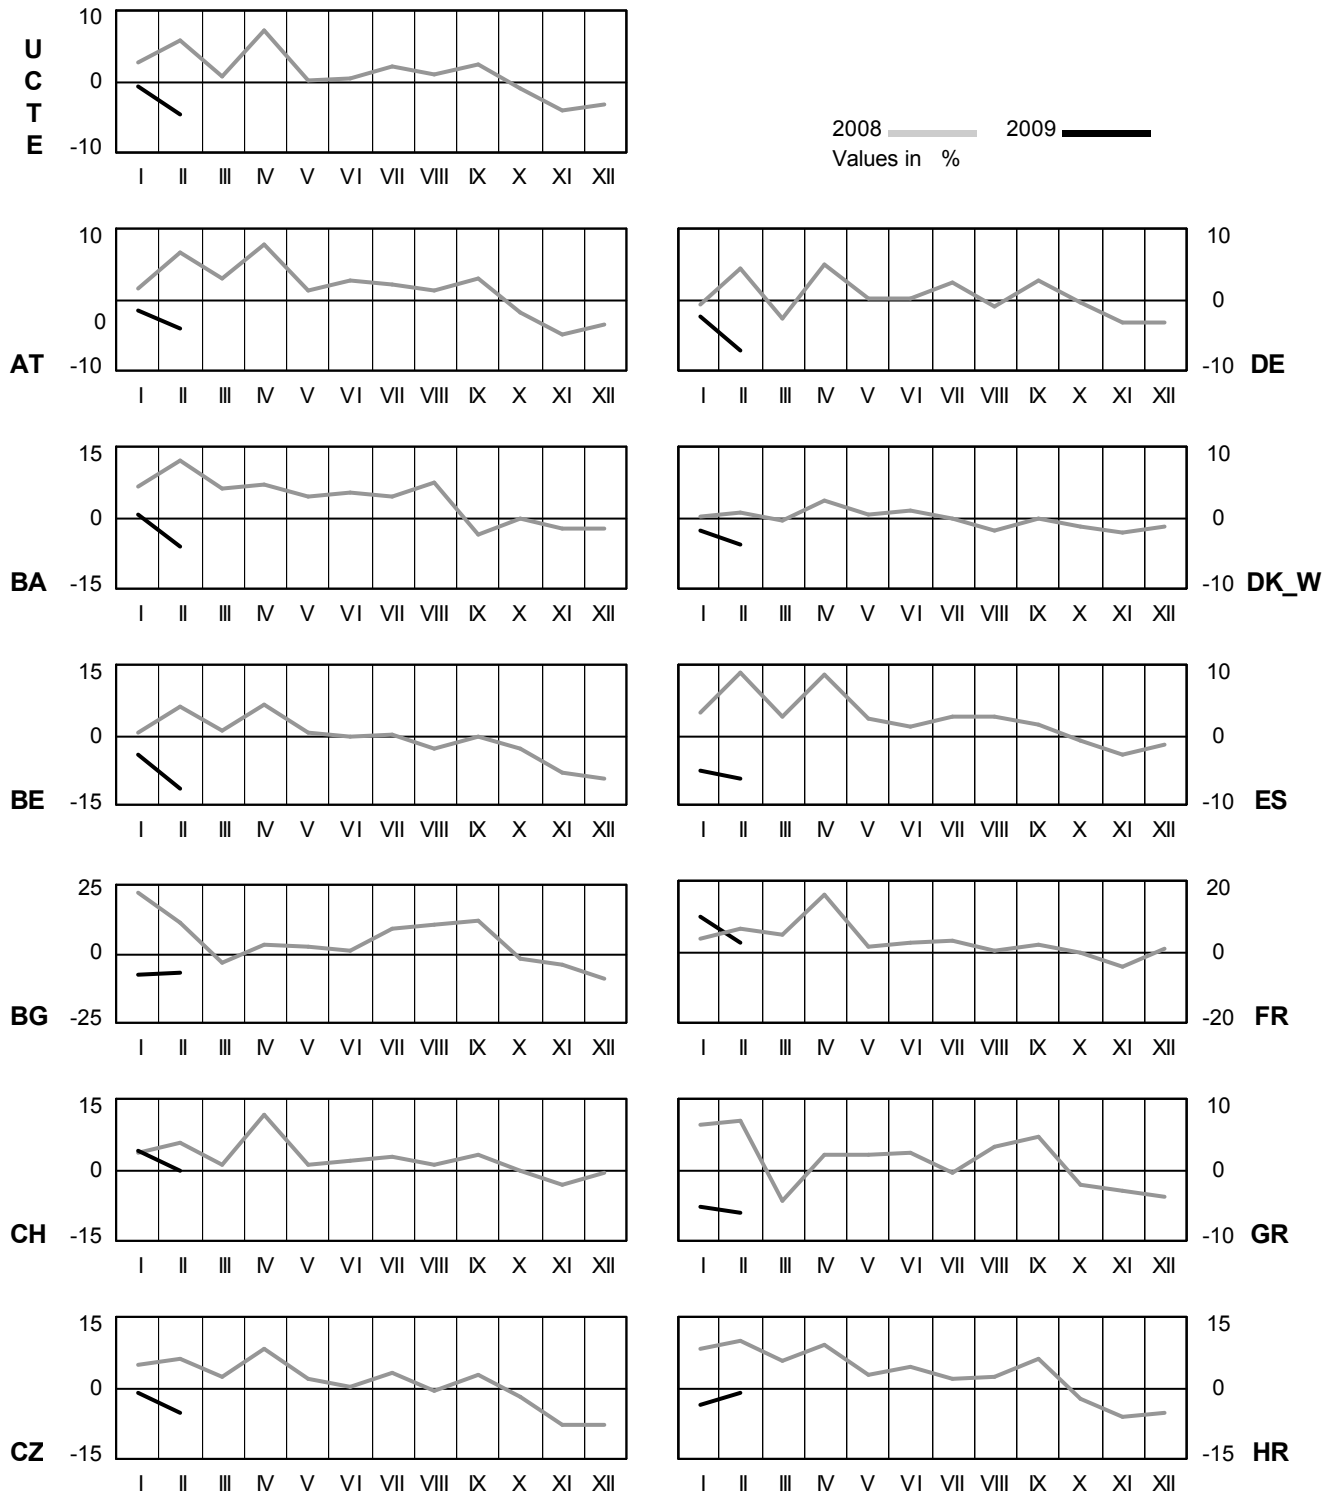 10
U
C
0
T
E
-10
I II III IV V VI VII VIII IX X XI XII
2008 2009
Values in %
10
0
AT -10
I II III IV V VI VII VIII IX X XI XII
10
0
-10 DE
I II III IV V VI VII VIII IX X XI XII
15
0
BA -15
I II III IV V VI VII VIII IX X XI XII
10
0
-10 DK_W
I II III IV V VI VII VIII IX X XI XII
15
0
BE -15
I II III IV V VI VII VIII IX X XI XII
10
0
-10 ES
I II III IV V VI VII VIII IX X XI XII
25
0
BG -25
I II III IV V VI VII VIII IX X XI XII
20
0
-20 FR
I II III IV V VI VII VIII IX X XI XII
15
0
CH -15
I II III IV V VI VII VIII IX X XI XII
10
0
-10 GR
I II III IV V VI VII VIII IX X XI XII
15
0
CZ -15
I II III IV V VI VII VIII IX X XI XII
15
0
-15 HR
I II III IV V VI VII VIII IX X XI XII